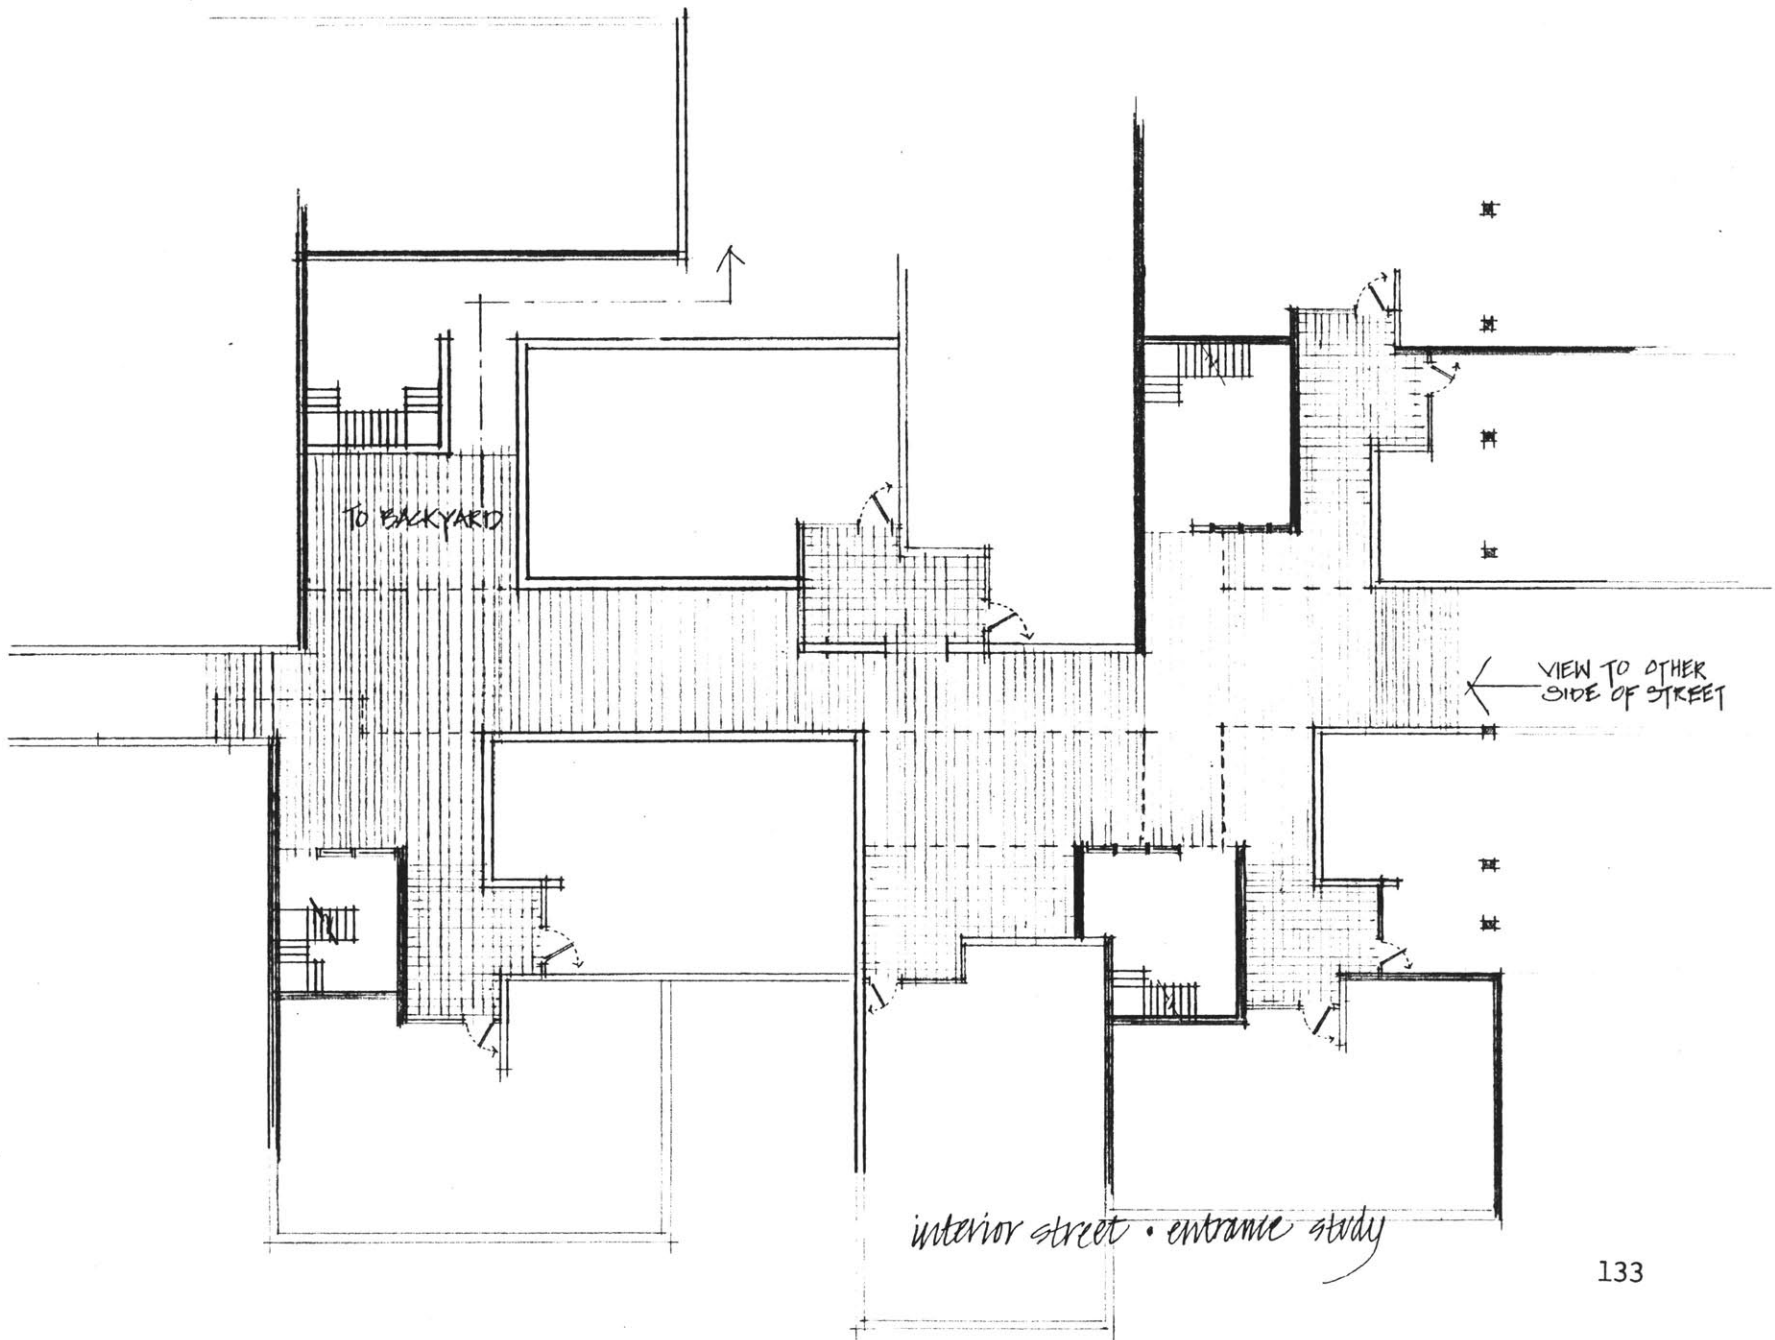 TO BACKYARD
VIEW TO OTHER
SIDE OF STREET
interior street • entrance study
133